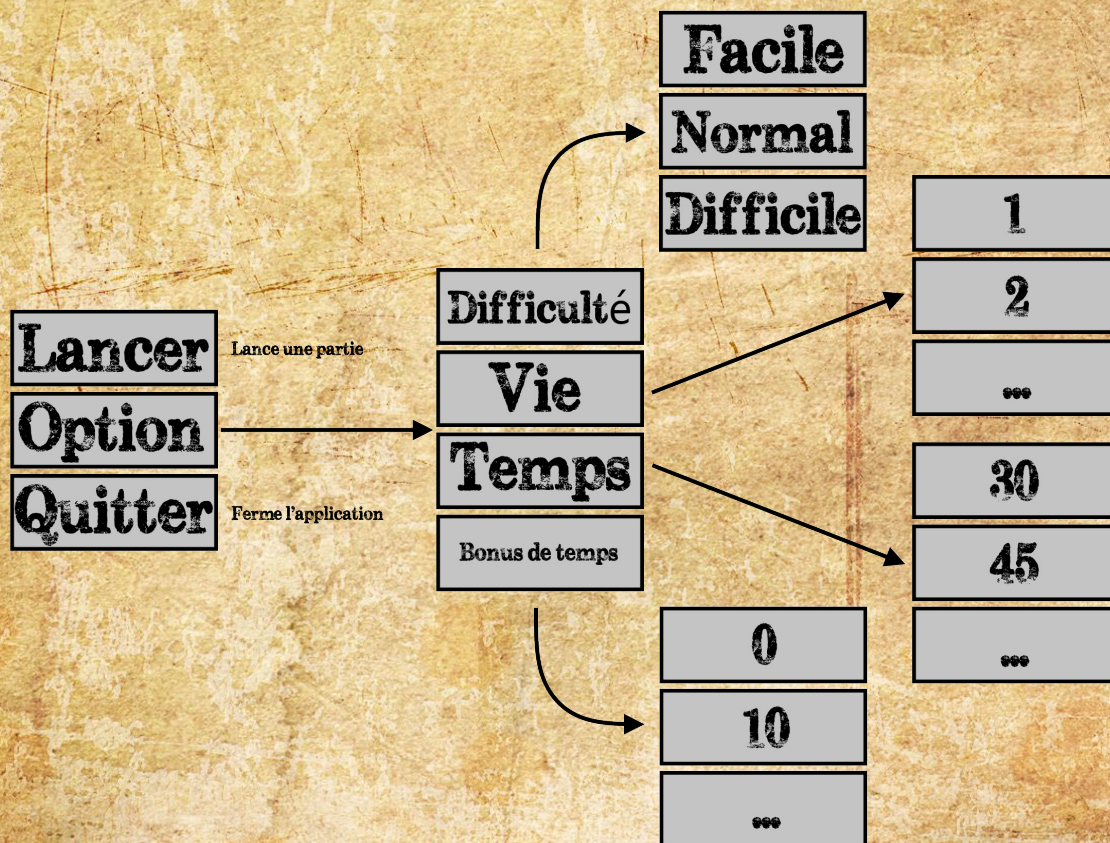 Lancer
Lance une partie
Option
Quitter
Ferme l'application
Difficulté
Vie
Temps
Bonus de temps
Facile
Normal
Difficile
1
2
...
30
45
...
0
10
...